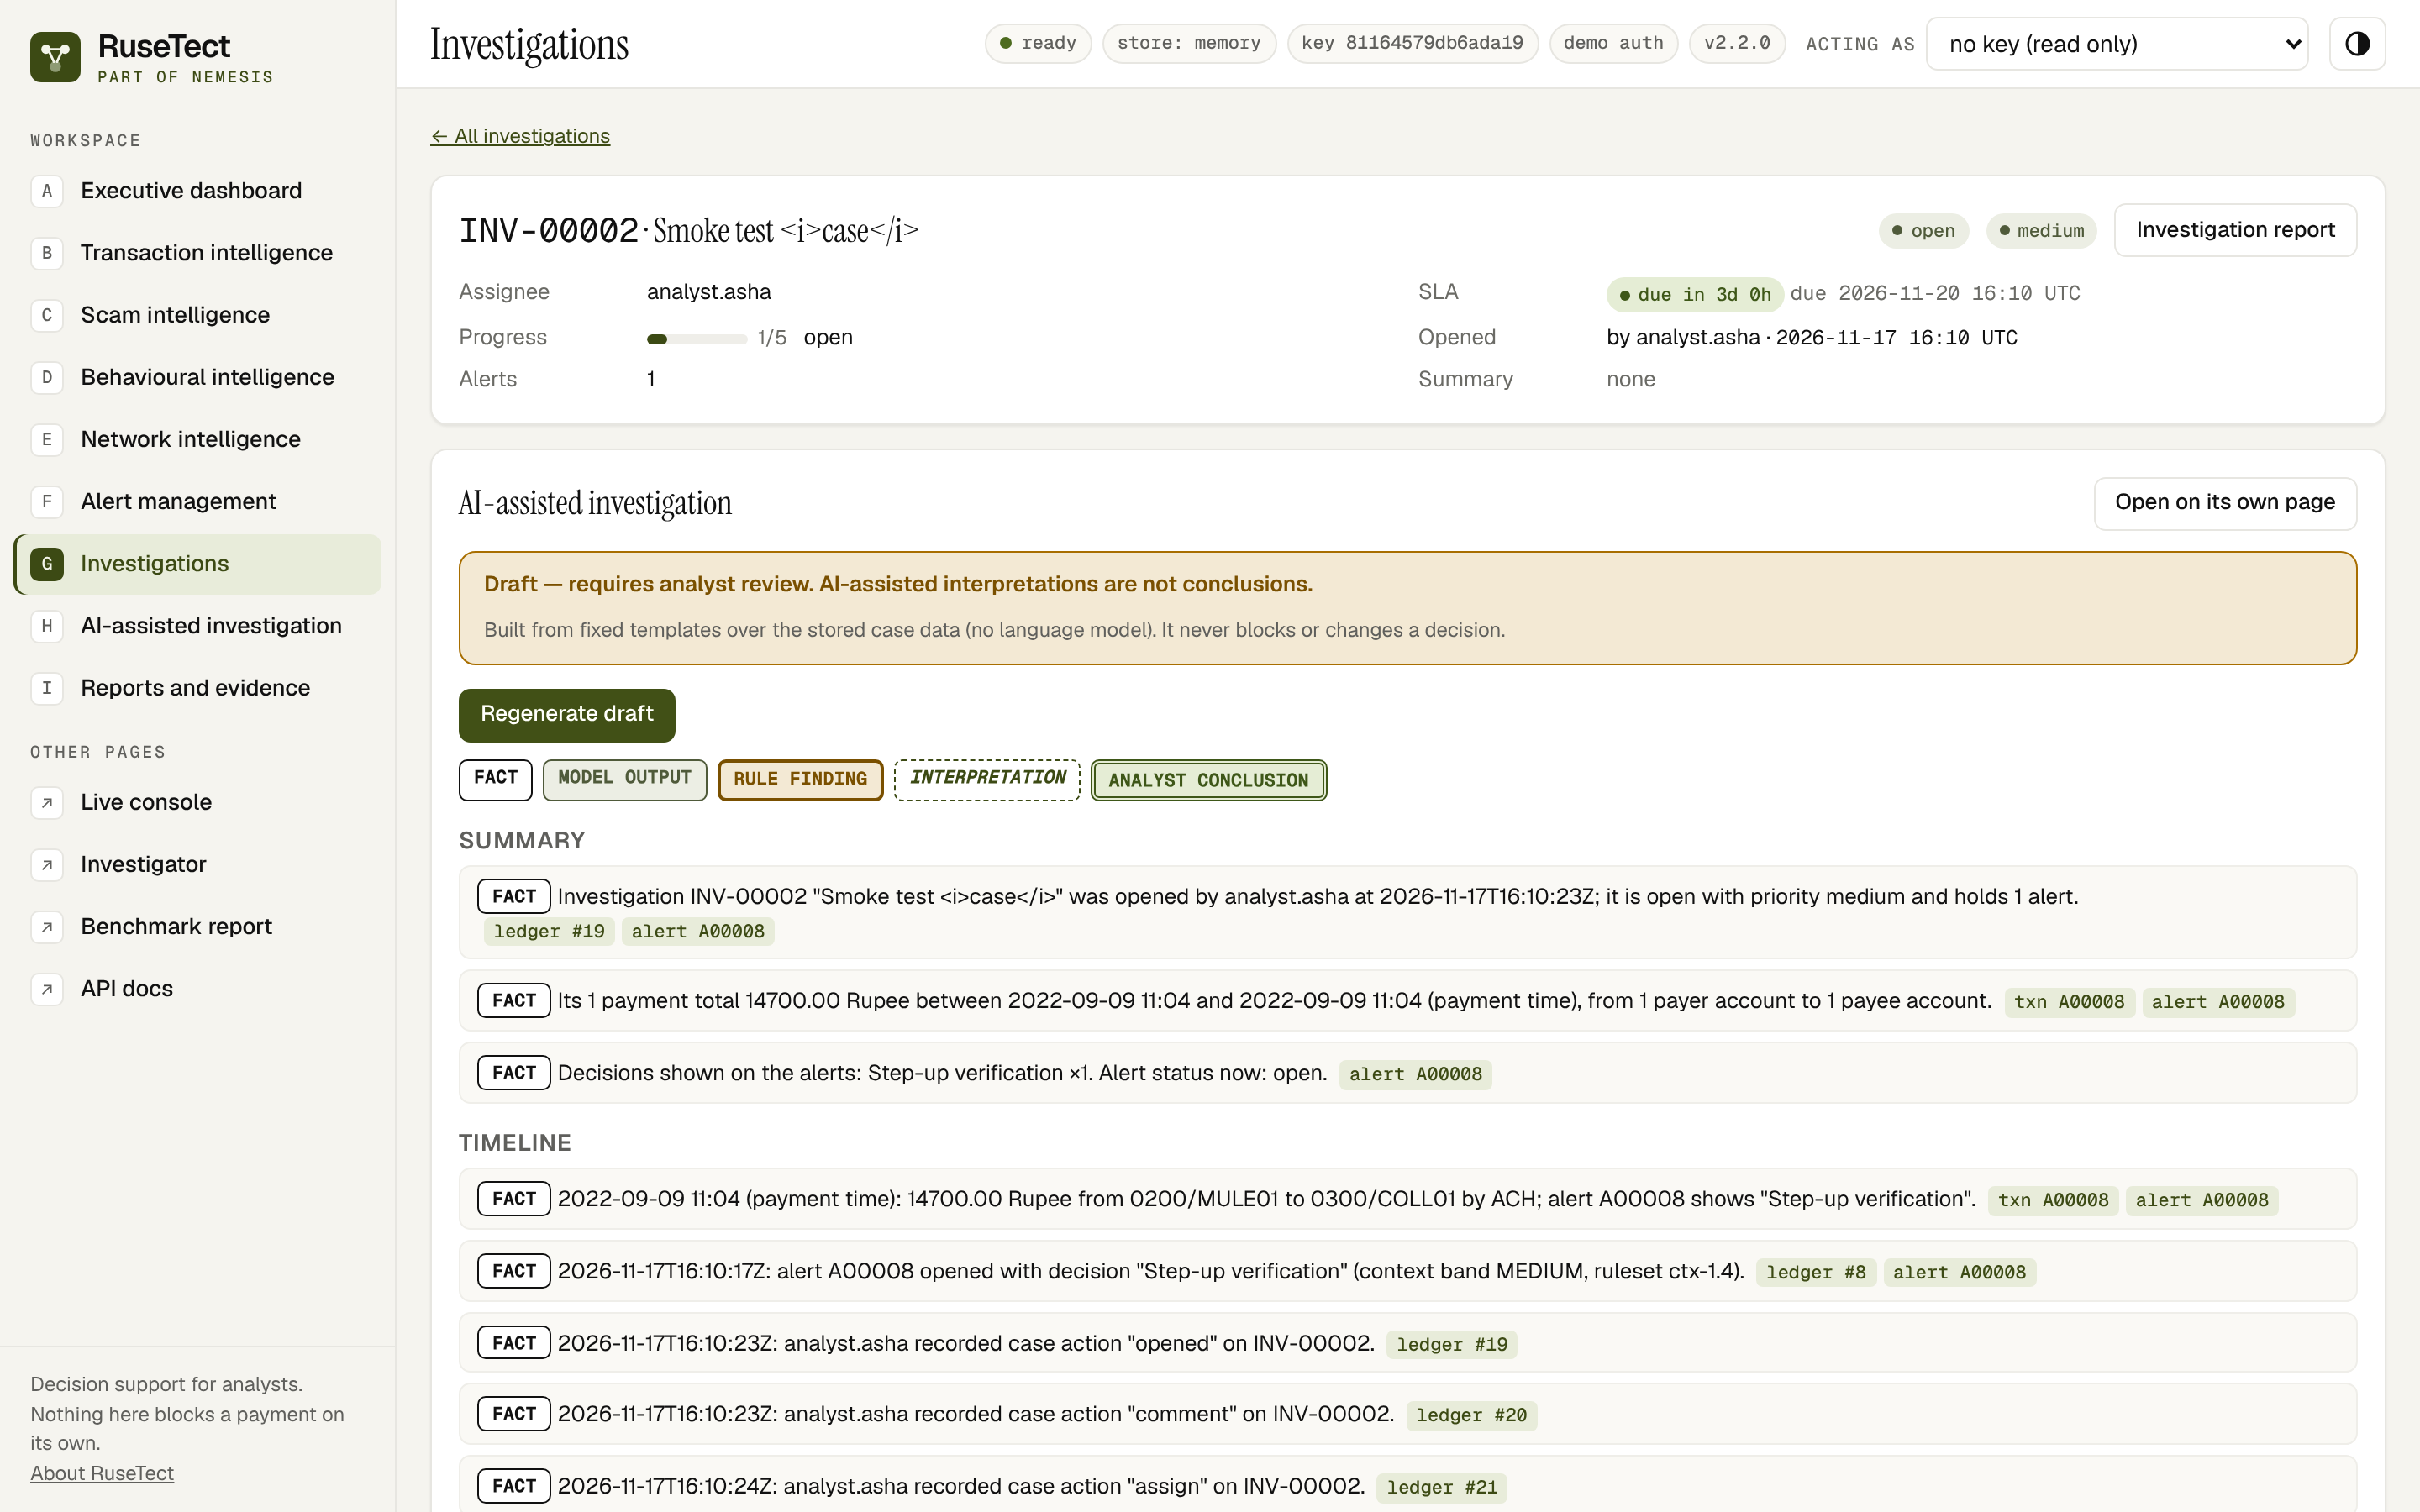 RuseTect
PART OF NEMESIS
WORKSPACE
A Executive dashboard
B Transaction intelligence
C Scam intelligence
D Behavioural intelligence
E Network intelligence
F Alert management
G Investigations
H AI-assisted investigation
I Reports and evidence
OTHER PAGES
↗ Live console
↗ Investigator
↗ Benchmark report
↗ API docs
Decision support for analysts.
Nothing here blocks a payment on
its own.
About RuseTect
Investigations
ready
store: memory
key 81164579db6ada19
demo auth
v2.2.0
ACTING AS
no key (read only)
← All investigations
INV-00002 · Smoke test <i>case</i>
open
medium
Investigation report
Assignee analyst.asha
SLA due in 3d 0h due 2026-11-20 16:10 UTC
Progress 1/5 open
Opened by analyst.asha · 2026-11-17 16:10 UTC
Alerts 1
Summary none
AI-assisted investigation
Open on its own page
Draft — requires analyst review. AI-assisted interpretations are not conclusions.
Built from fixed templates over the stored case data (no language model). It never blocks or changes a decision.
Regenerate draft
FACT MODEL OUTPUT RULE FINDING INTERPRETATION ANALYST CONCLUSION
SUMMARY
FACT Investigation INV-00002 "Smoke test <i>case</i>" was opened by analyst.asha at 2026-11-17T16:10:23Z; it is open with priority medium and holds 1 alert.
ledger #19 alert A00008
FACT Its 1 payment total 14700.00 Rupee between 2022-09-09 11:04 and 2022-09-09 11:04 (payment time), from 1 payer account to 1 payee account. txn A00008 alert A00008
FACT Decisions shown on the alerts: Step-up verification ×1. Alert status now: open. alert A00008
TIMELINE
FACT 2022-09-09 11:04 (payment time): 14700.00 Rupee from 0200/MULE01 to 0300/COLL01 by ACH; alert A00008 shows "Step-up verification". txn A00008 alert A00008
FACT 2026-11-17T16:10:17Z: alert A00008 opened with decision "Step-up verification" (context band MEDIUM, ruleset ctx-1.4). ledger #8 alert A00008
FACT 2026-11-17T16:10:23Z: analyst.asha recorded case action "opened" on INV-00002. ledger #19
FACT 2026-11-17T16:10:23Z: analyst.asha recorded case action "comment" on INV-00002. ledger #20
FACT 2026-11-17T16:10:24Z: analyst.asha recorded case action "assign" on INV-00002. ledger #21